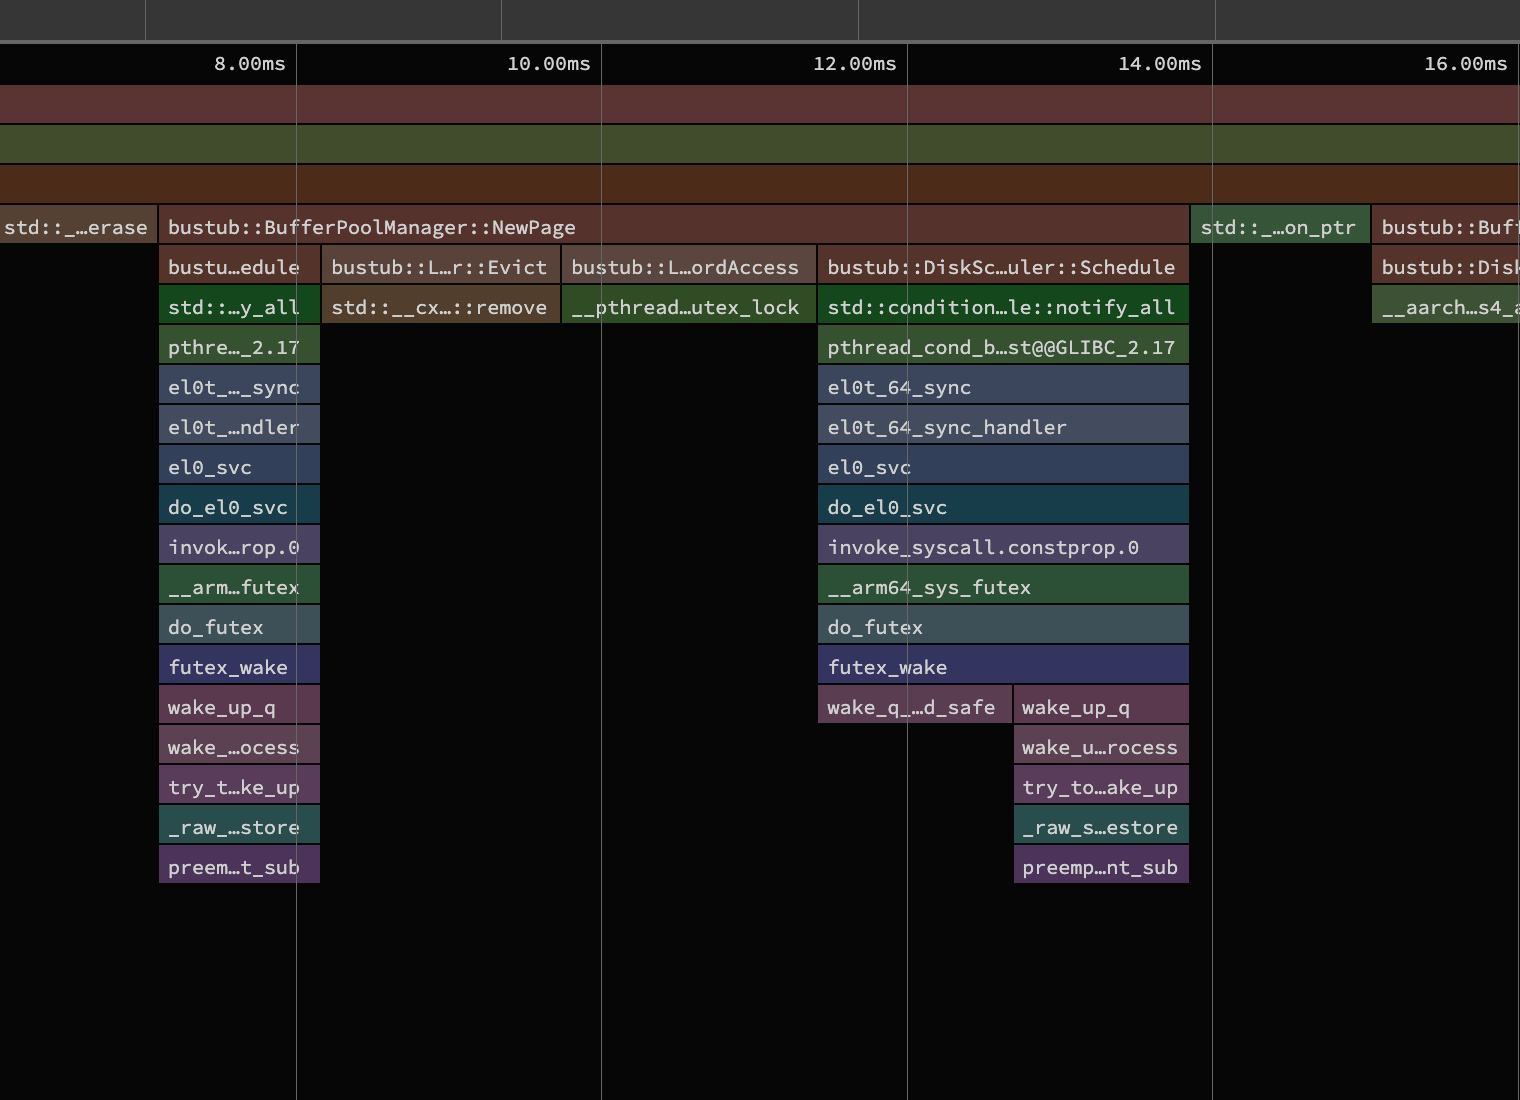 8.00ms 10.00ms 12.00ms 14.00ms 16.00ms
std::_…erase bustub::BufferPoolManager::NewPage std::_…on_ptr bustub::Buf
bustu…edule bustub::L…r::Evict bustub::L…ordAccess bustub::DiskSc…uler::Schedule bustub::Disk
std::…y_all std::__cx…::remove __pthread…utex_lock std::condition…le::notify_all __aarch…s4_a
pthre…_2.17 pthread_cond_b…st@@GLIBC_2.17
el0t_…_sync el0t_64_sync
el0t_…ndler el0t_64_sync_handler
el0_svc el0_svc
do_el0_svc do_el0_svc
invok…rop.0 invoke_syscall.constprop.0
__arm…futex __arm64_sys_futex
do_futex do_futex
futex_wake futex_wake
wake_up_q wake_q_…d_safe wake_up_q
wake_…ocess wake_u…rocess
try_t…ke_up try_to…ake_up
_raw_…store _raw_s…estore
preem…t_sub preemp…nt_sub